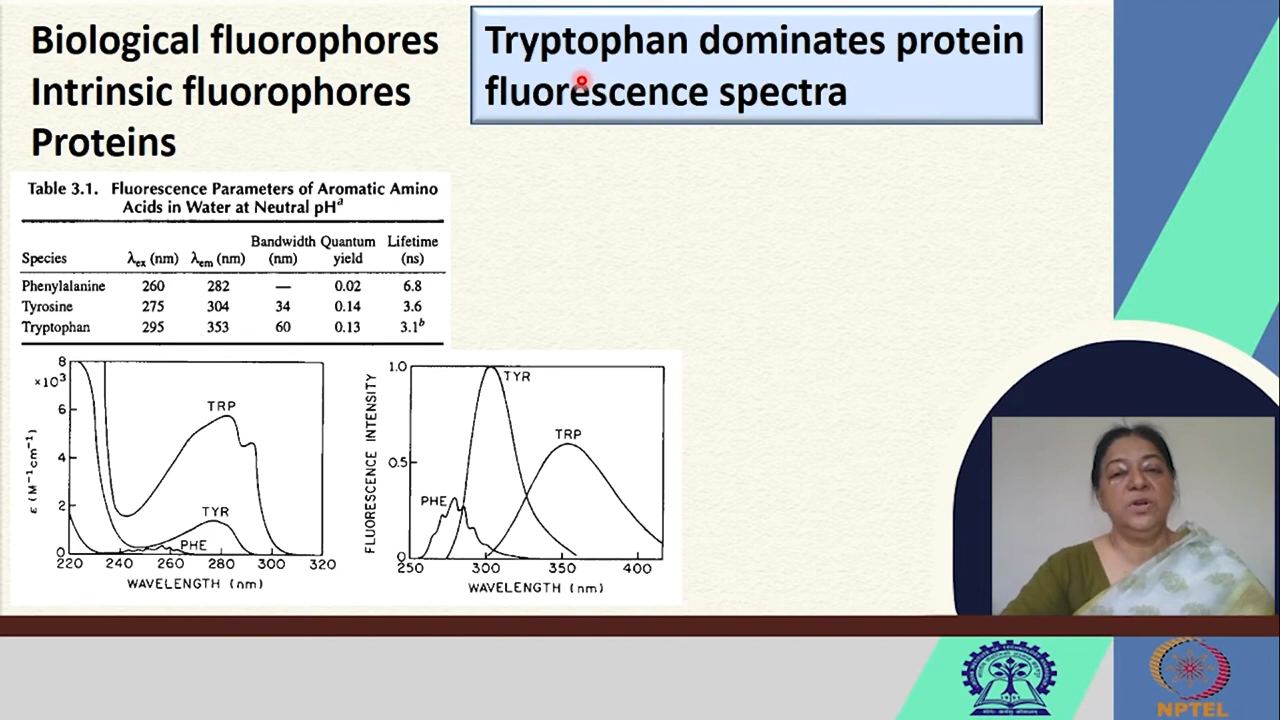 Biological fluorophores
Intrinsic fluorophores
Proteins
Tryptophan dominates protein
fluorescence spectra
Table 3.1. Fluorescence Parameters of Aromatic Amino
Acids in Water at Neutral pHᵃ
Bandwidth Quantum Lifetime
Species λex (nm) λem (nm) (nm) yield (ns)
Phenylalanine 260 282 — 0.02 6.8
Tyrosine 275 304 34 0.14 3.6
Tryptophan 295 353 60 0.13 3.1ᵇ
8
×10³
6
4
2
0
ε (M⁻¹cm⁻¹)
TRP
TYR
PHE
220 240 260 280 300 320
WAVELENGTH (nm)
1.0
0.5
0
FLUORESCENCE INTENSITY
TYR
TRP
PHE
250 300 350 400
WAVELENGTH (nm)
NPTEL